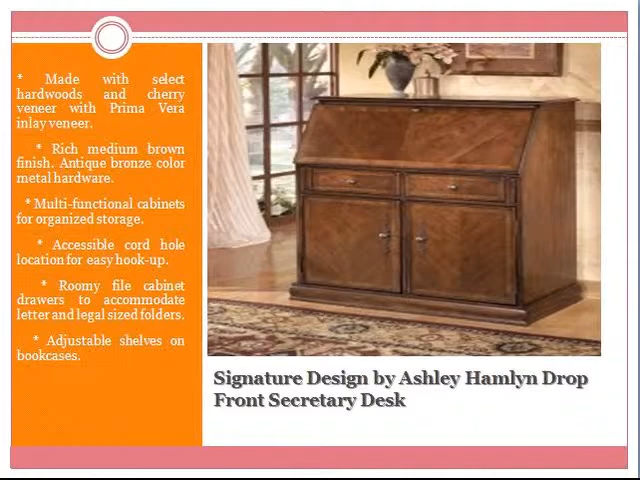 * Made with select
hardwoods and cherry
veneer with Prima Vera
inlay veneer.
* Rich medium brown
finish. Antique bronze color
metal hardware.
* Multi-functional cabinets
for organized storage.
* Accessible cord hole
location for easy hook-up.
* Roomy file cabinet
drawers to accommodate
letter and legal sized folders.
* Adjustable shelves on
bookcases.
Signature Design by Ashley Hamlyn Drop
Front Secretary Desk